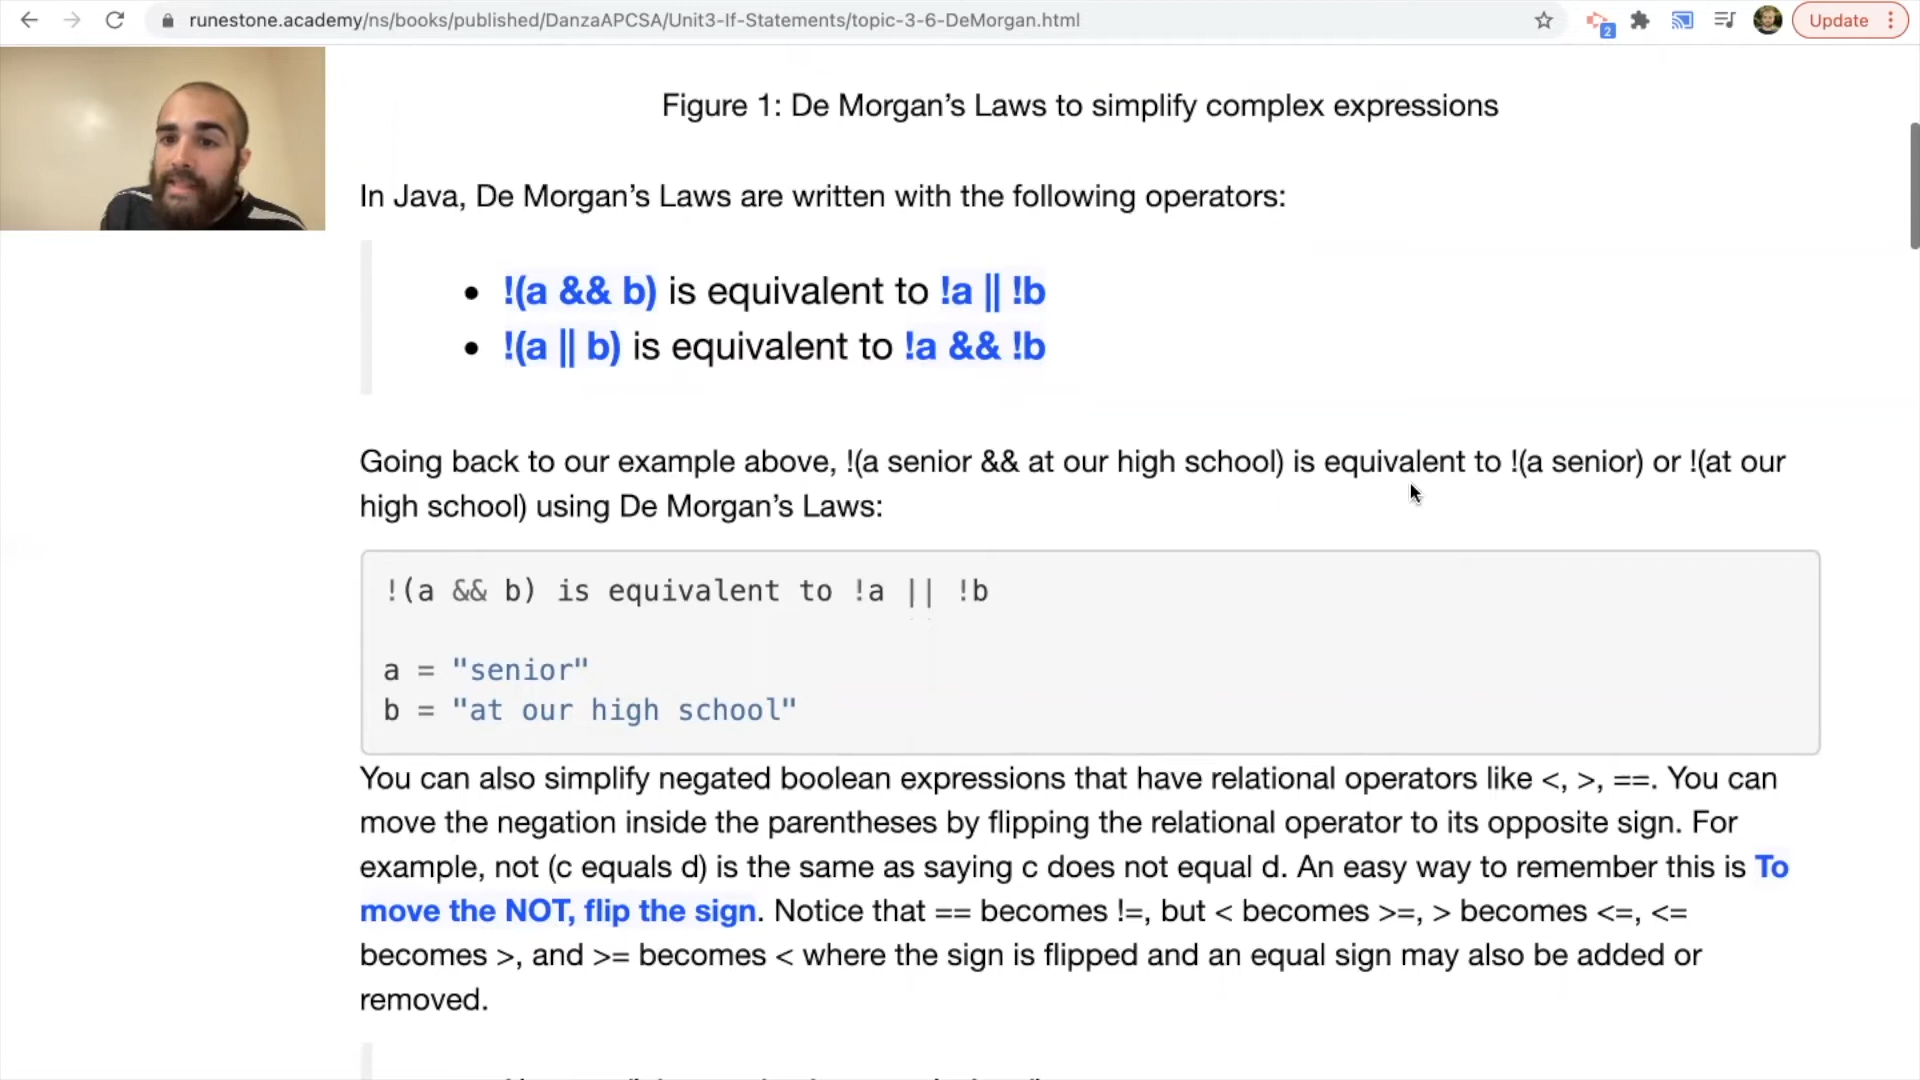 runestone.academy/ns/books/published/DanzaAPCSA/Unit3-If-Statements/topic-3-6-DeMorgan.html
2
Update
Figure 1: De Morgan’s Laws to simplify complex expressions
In Java, De Morgan’s Laws are written with the following operators:
• !(a && b) is equivalent to !a || !b
• !(a || b) is equivalent to !a && !b
Going back to our example above, !(a senior && at our high school) is equivalent to !(a senior) or !(at our
high school) using De Morgan’s Laws:
!(a && b) is equivalent to !a || !b
a = "senior"
b = "at our high school"
You can also simplify negated boolean expressions that have relational operators like <, >, ==. You can
move the negation inside the parentheses by flipping the relational operator to its opposite sign. For
example, not (c equals d) is the same as saying c does not equal d. An easy way to remember this is To
move the NOT, flip the sign. Notice that == becomes !=, but < becomes >=, > becomes <=, <=
becomes >, and >= becomes < where the sign is flipped and an equal sign may also be added or
removed.